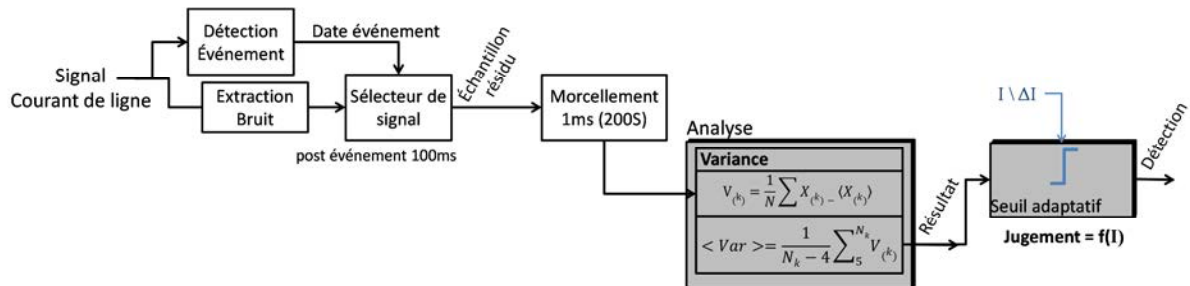 Signal
Courant de ligne
Détection
Événement
Date événement
Extraction
Bruit
Sélecteur de
signal
post événement 100ms
Échantillon
résidu
Morcellement
1ms (200S)
Analyse
Variance
V₍ₖ₎ = 1/N ∑ X₍ₖ₎ – ⟨X₍ₖ₎⟩
< Var >= 1/(Nₖ − 4) ∑₅^Nₖ V₍ₖ₎
Résultat
I \ ΔI
Seuil adaptatif
Jugement = f(I)
Détection